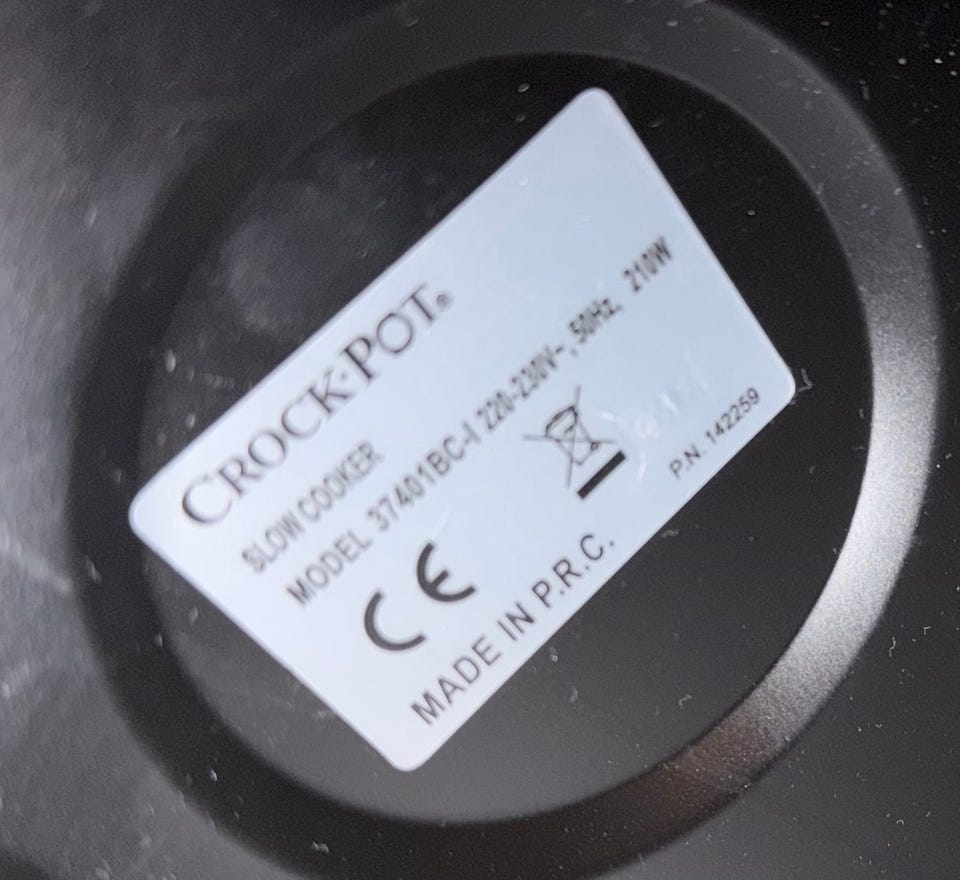 CROCK·POT®
SLOW COOKER
MODEL 37401BC-I 220-230V~, 50Hz, 210W
CE
MADE IN P.R.C.
P.N. 142259